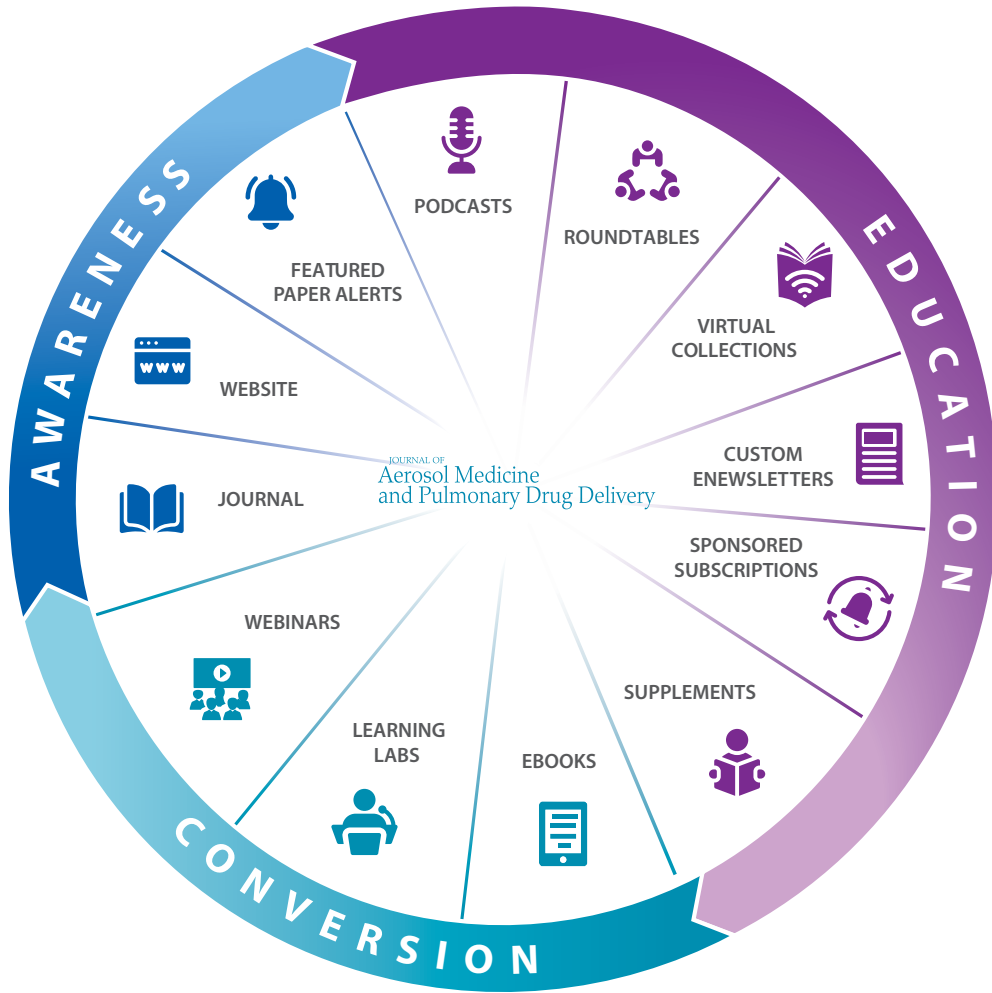 AWARENESS
EDUCATION
CONVERSION
PODCASTS
ROUNDTABLES
VIRTUAL
COLLECTIONS
CUSTOM
ENEWSLETTERS
SPONSORED
SUBSCRIPTIONS
SUPPLEMENTS
EBOOKS
LEARNING
LABS
WEBINARS
JOURNAL
WEBSITE
WWW
FEATURED
PAPER ALERTS
JOURNAL OF
Aerosol Medicine
and Pulmonary Drug Delivery